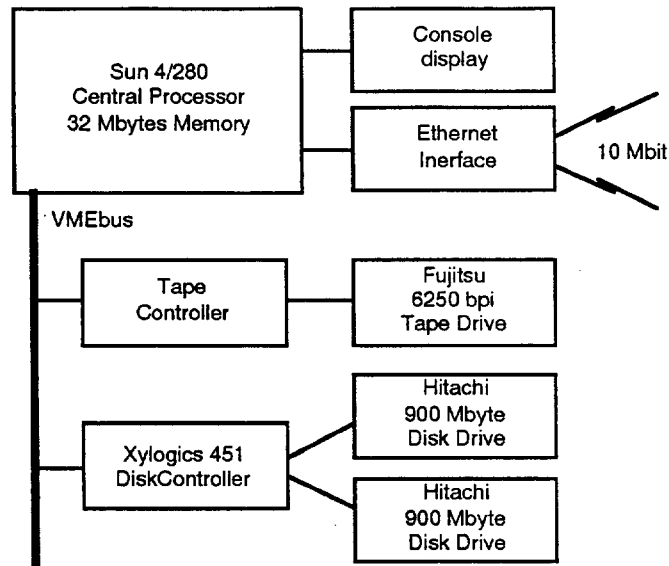 Sun 4/280
Central Processor
32 Mbytes Memory
Console
display
Ethernet
Inerface
10 Mbit
VMEbus
Tape
Controller
Fujitsu
6250 bpi
Tape Drive
Xylogics 451
DiskController
Hitachi
900 Mbyte
Disk Drive
Hitachi
900 Mbyte
Disk Drive